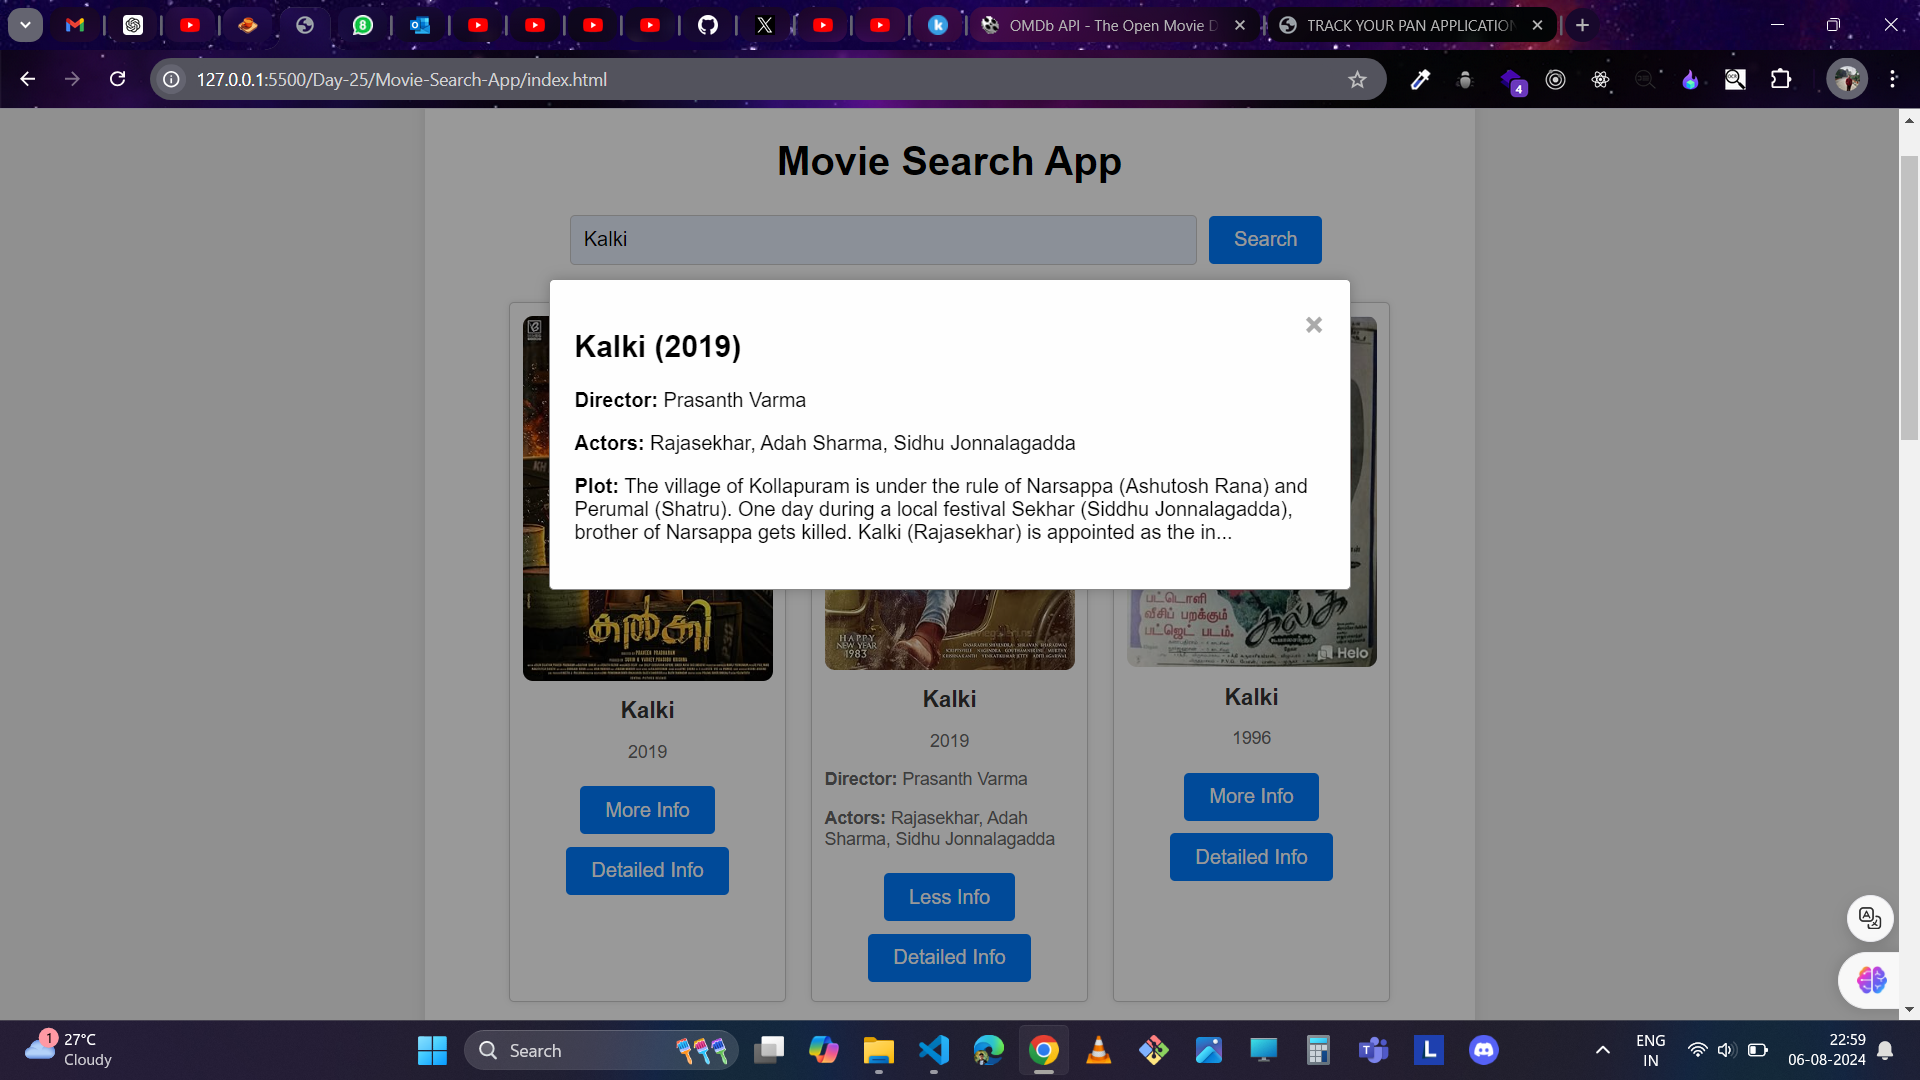 8
OMDb API - The Open Movie D
TRACK YOUR PAN APPLICATION
127.0.0.1:5500/Day-25/Movie-Search-App/index.html
4
Movie Search App
Kalki
Search
Kalki (2019)
Director: Prasanth Varma
Actors: Rajasekhar, Adah Sharma, Sidhu Jonnalagadda
Plot: The village of Kollapuram is under the rule of Narsappa (Ashutosh Rana) and
Perumal (Shatru). One day during a local festival Sekhar (Siddhu Jonnalagadda),
brother of Narsappa gets killed. Kalki (Rajasekhar) is appointed as the in...
KH
കൽക്കി
HAPPY
NEW YEAR
1983
பட்டொளி
வீசிப் பறக்கும்
பட்ஜெட் படம்.
கல்கி
Helo
Kalki
2019
More Info
Detailed Info
Kalki
2019
Director: Prasanth Varma
Actors: Rajasekhar, Adah
Sharma, Sidhu Jonnalagadda
Less Info
Detailed Info
Kalki
1996
More Info
Detailed Info
1
27°C
Cloudy
Search
L
ENG
IN
22:59
06-08-2024